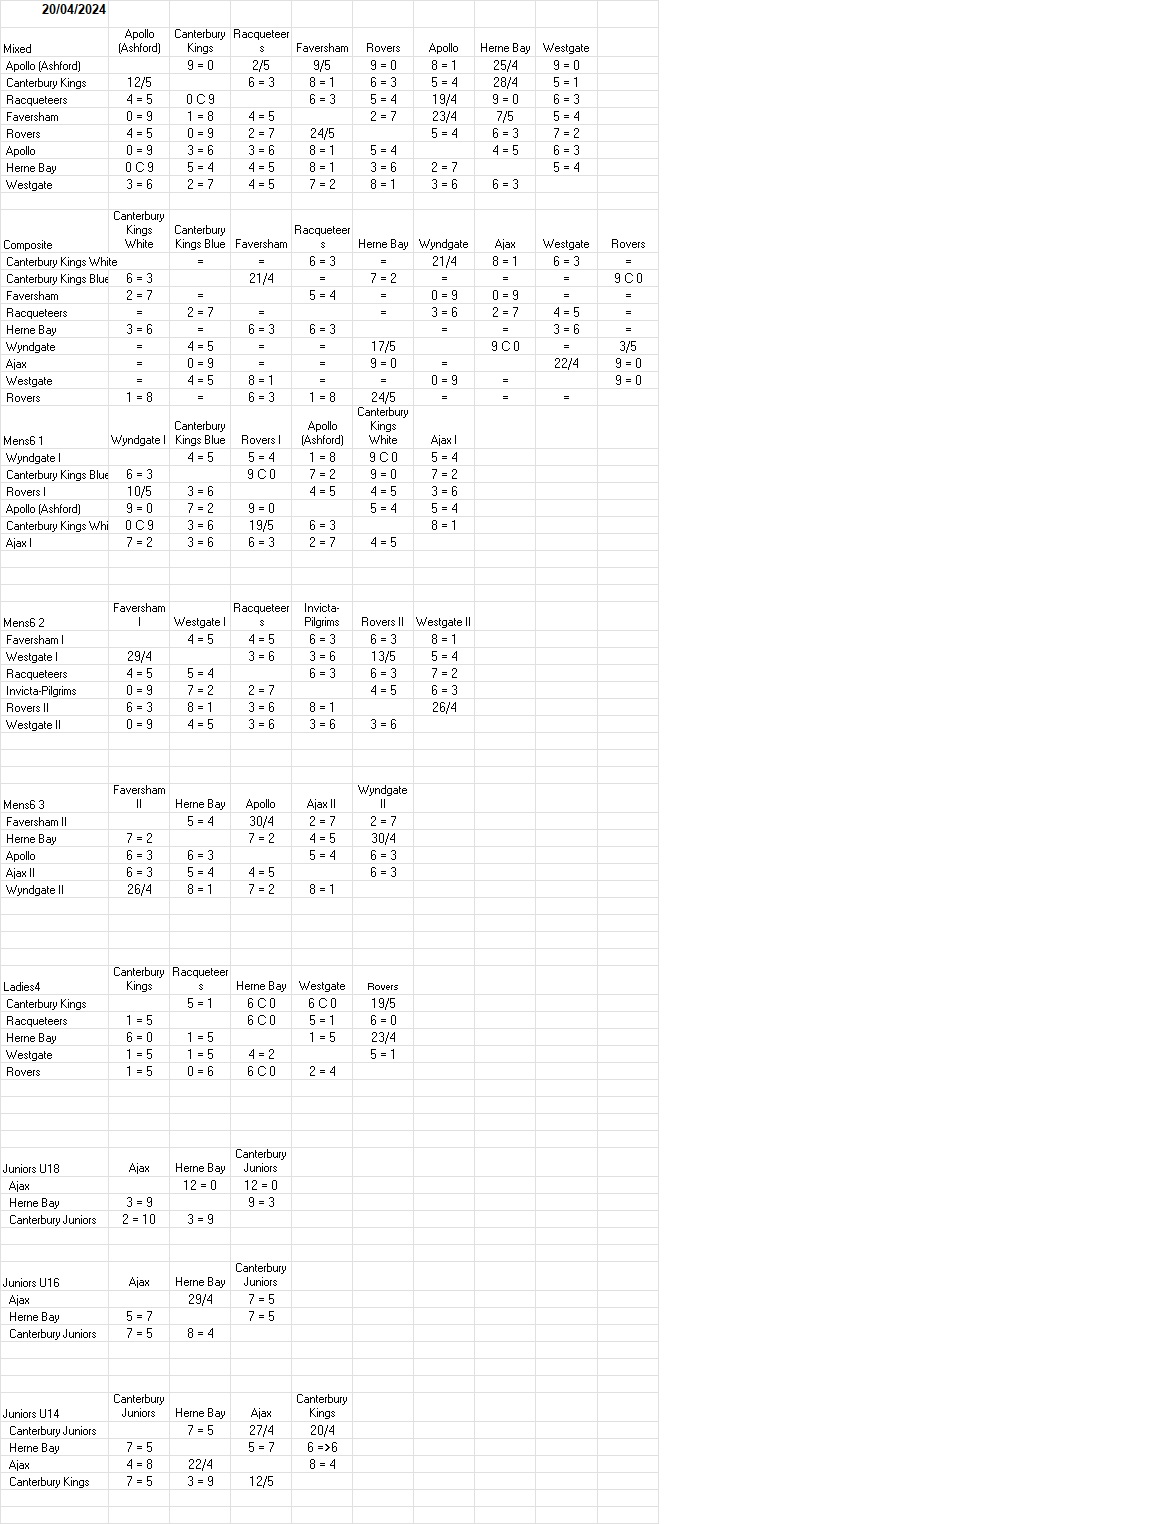 20/04/2024
Mixed Apollo (Ashford) Canterbury Kings Racqueteers Faversham Rovers Apollo Herne Bay Westgate
Apollo (Ashford) 9 = 0 2/5 9/5 9 = 0 8 = 1 25/4 9 = 0
Canterbury Kings 12/5 6 = 3 8 = 1 6 = 3 5 = 4 28/4 5 = 1
Racqueteers 4 = 5 0 C 9 6 = 3 5 = 4 19/4 9 = 0 6 = 3
Faversham 0 = 9 1 = 8 4 = 5 2 = 7 23/4 7/5 5 = 4
Rovers 4 = 5 0 = 9 2 = 7 24/5 5 = 4 6 = 3 7 = 2
Apollo 0 = 9 3 = 6 3 = 6 8 = 1 5 = 4 4 = 5 6 = 3
Herne Bay 0 C 9 5 = 4 4 = 5 8 = 1 3 = 6 2 = 7 5 = 4
Westgate 3 = 6 2 = 7 4 = 5 7 = 2 8 = 1 3 = 6 6 = 3
Composite Canterbury Kings White Canterbury Kings Blue Faversham Racqueteers Herne Bay Wyndgate Ajax Westgate Rovers
Canterbury Kings White = = 6 = 3 = 21/4 8 = 1 6 = 3 =
Canterbury Kings Blue 6 = 3 21/4 = 7 = 2 = = = 9 C 0
Faversham 2 = 7 = 5 = 4 = 0 = 9 0 = 9 = =
Racqueteers = 2 = 7 = = 3 = 6 2 = 7 4 = 5 =
Herne Bay 3 = 6 = 6 = 3 6 = 3 = = 3 = 6 =
Wyndgate = 4 = 5 = = 17/5 9 C 0 = 3/5
Ajax = 0 = 9 = = 9 = 0 = 22/4 9 = 0
Westgate = 4 = 5 8 = 1 = = 0 = 9 = 9 = 0
Rovers 1 = 8 = 6 = 3 1 = 8 24/5 = = =
Mens6 1 Wyndgate I Canterbury Kings Blue Rovers I Apollo (Ashford) Canterbury Kings White Ajax I
Wyndgate I 4 = 5 5 = 4 1 = 8 9 C 0 5 = 4
Canterbury Kings Blue 6 = 3 9 C 0 7 = 2 9 = 0 7 = 2
Rovers I 10/5 3 = 6 4 = 5 4 = 5 3 = 6
Apollo (Ashford) 9 = 0 7 = 2 9 = 0 5 = 4 5 = 4
Canterbury Kings Whi 0 C 9 3 = 6 19/5 6 = 3 8 = 1
Ajax I 7 = 2 3 = 6 6 = 3 2 = 7 4 = 5
Mens6 2 Faversham I Westgate I Racqueteers Invicta-Pilgrims Rovers II Westgate II
Faversham I 4 = 5 4 = 5 6 = 3 6 = 3 8 = 1
Westgate I 29/4 3 = 6 3 = 6 13/5 5 = 4
Racqueteers 4 = 5 5 = 4 6 = 3 6 = 3 7 = 2
Invicta-Pilgrims 0 = 9 7 = 2 2 = 7 4 = 5 6 = 3
Rovers II 6 = 3 8 = 1 3 = 6 8 = 1 26/4
Westgate II 0 = 9 4 = 5 3 = 6 3 = 6 3 = 6
Mens6 3 Faversham II Herne Bay Apollo Ajax II Wyndgate II
Faversham II 5 = 4 30/4 2 = 7 2 = 7
Herne Bay 7 = 2 7 = 2 4 = 5 30/4
Apollo 6 = 3 6 = 3 5 = 4 6 = 3
Ajax II 6 = 3 5 = 4 4 = 5 6 = 3
Wyndgate II 26/4 8 = 1 7 = 2 8 = 1
Ladies4 Canterbury Kings Racqueteers Herne Bay Westgate Rovers
Canterbury Kings 5 = 1 6 C 0 6 C 0 19/5
Racqueteers 1 = 5 6 C 0 5 = 1 6 = 0
Herne Bay 6 = 0 1 = 5 1 = 5 23/4
Westgate 1 = 5 1 = 5 4 = 2 5 = 1
Rovers 1 = 5 0 = 6 6 C 0 2 = 4
Juniors U18 Ajax Herne Bay Canterbury Juniors
Ajax 12 = 0 12 = 0
Herne Bay 3 = 9 9 = 3
Canterbury Juniors 2 = 10 3 = 9
Juniors U16 Ajax Herne Bay Canterbury Juniors
Ajax 29/4 7 = 5
Herne Bay 5 = 7 7 = 5
Canterbury Juniors 7 = 5 8 = 4
Juniors U14 Canterbury Juniors Herne Bay Ajax Canterbury Kings
Canterbury Juniors 7 = 5 27/4 20/4
Herne Bay 7 = 5 5 = 7 6 =>6
Ajax 4 = 8 22/4 8 = 4
Canterbury Kings 7 = 5 3 = 9 12/5